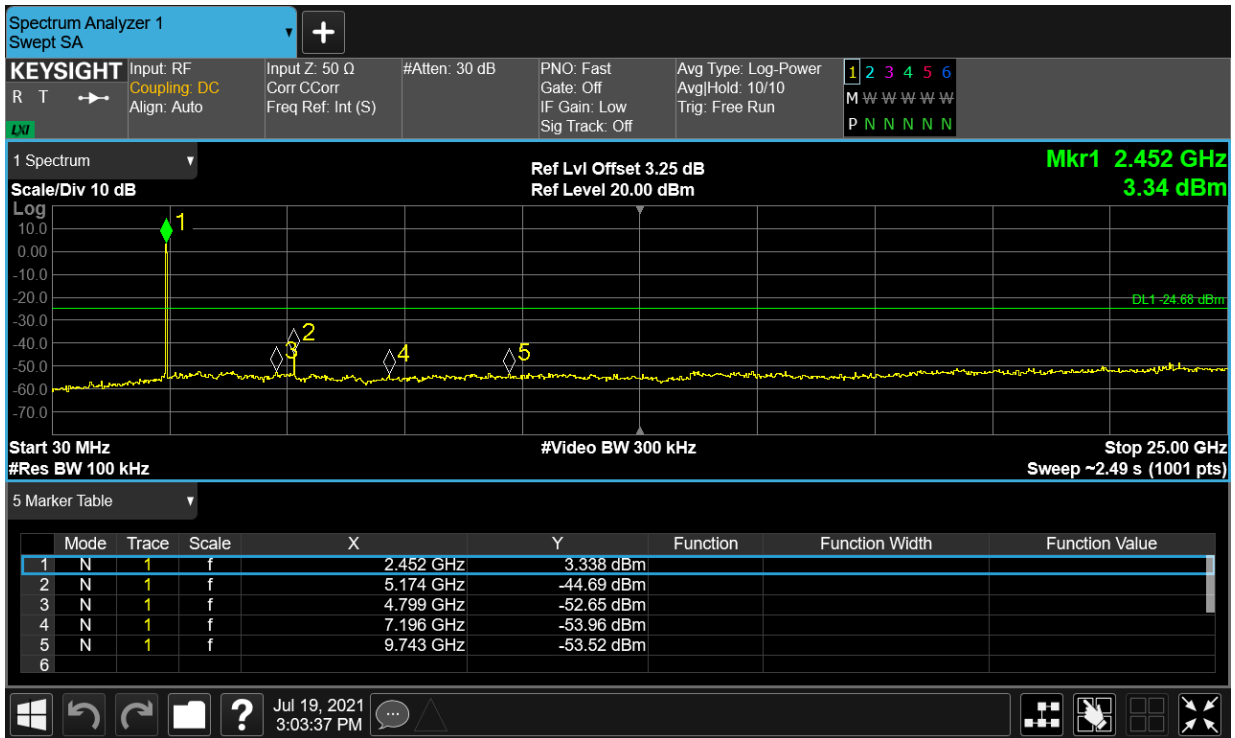 Spectrum Analyzer 1
Swept SA
+
KEYSIGHT
R T
LXI
Input: RF
Coupling: DC
Align: Auto
Input Z: 50 Ω
Corr CCorr
Freq Ref: Int (S)
#Atten: 30 dB
PNO: Fast
Gate: Off
IF Gain: Low
Sig Track: Off
Avg Type: Log-Power
Avg|Hold: 10/10
Trig: Free Run
1 2 3 4 5 6
M W W W W W
P N N N N N
1 Spectrum
Scale/Div 10 dB
Ref Lvl Offset 3.25 dB
Ref Level 20.00 dBm
Mkr1 2.452 GHz
3.34 dBm
Log
10.0
0.00
-10.0
-20.0
-30.0
-40.0
-50.0
-60.0
-70.0
1
2
3
4
5
DL1 -24.68 dBm
Start 30 MHz
#Res BW 100 kHz
#Video BW 300 kHz
Stop 25.00 GHz
Sweep ~2.49 s (1001 pts)
5 Marker Table
Mode Trace Scale X Y Function Function Width Function Value
1 N 1 f 2.452 GHz 3.338 dBm
2 N 1 f 5.174 GHz -44.69 dBm
3 N 1 f 4.799 GHz -52.65 dBm
4 N 1 f 7.196 GHz -53.96 dBm
5 N 1 f 9.743 GHz -53.52 dBm
6
?
Jul 19, 2021
3:03:37 PM